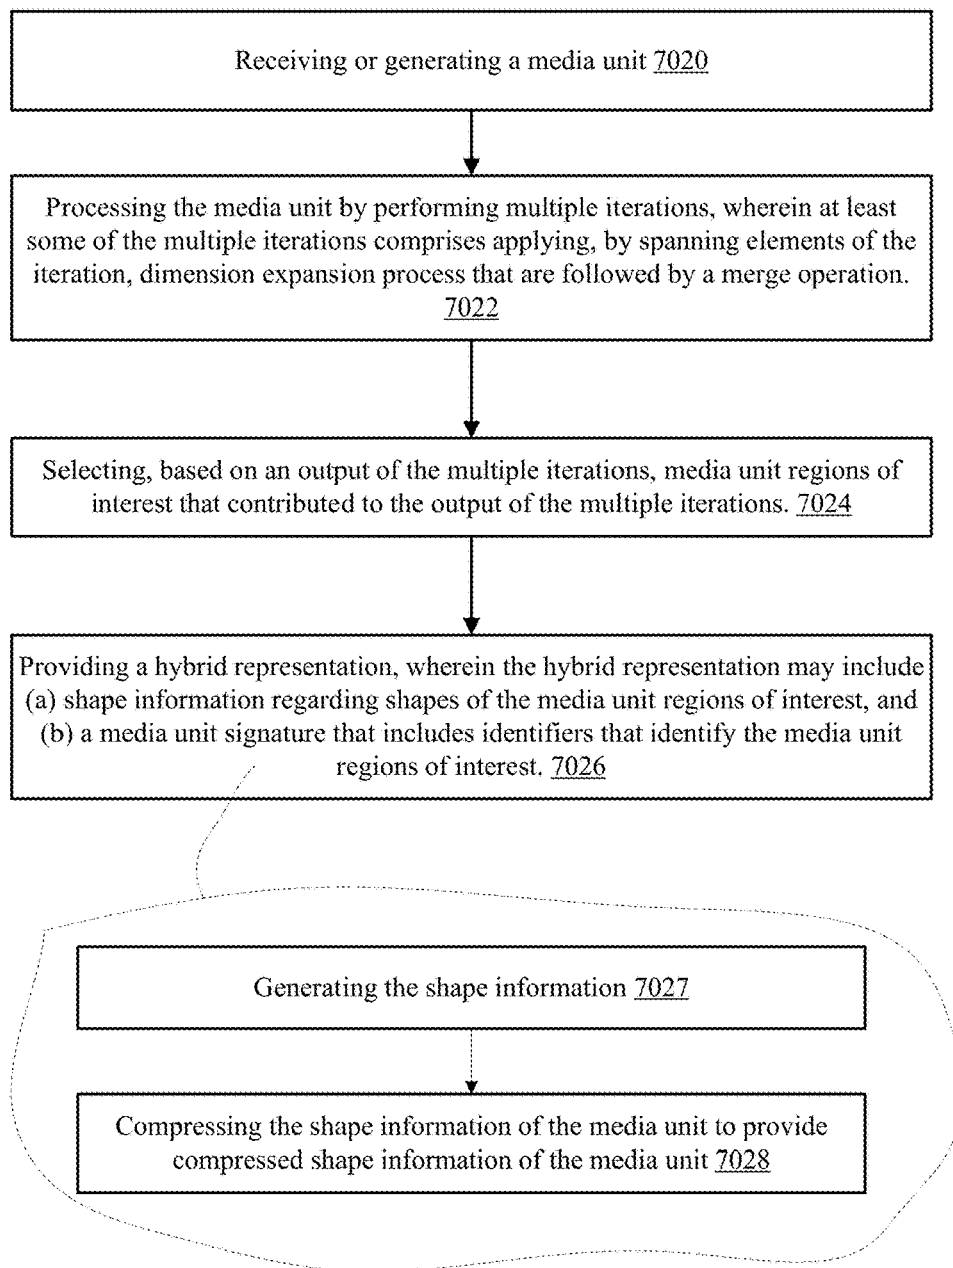 Receiving or generating a media unit 7020
Processing the media unit by performing multiple iterations, wherein at least
some of the multiple iterations comprises applying, by spanning elements of the
iteration, dimension expansion process that are followed by a merge operation.
7022
Selecting, based on an output of the multiple iterations, media unit regions of
interest that contributed to the output of the multiple iterations. 7024
Providing a hybrid representation, wherein the hybrid representation may include
(a) shape information regarding shapes of the media unit regions of interest, and
(b) a media unit signature that includes identifiers that identify the media unit
regions of interest. 7026
Generating the shape information 7027
Compressing the shape information of the media unit to provide
compressed shape information of the media unit 7028